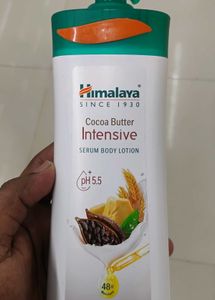 Himalaya
SINCE 1930
Cocoa Butter
Intensive
SERUM BODY LOTION
+
pH 5.5
48